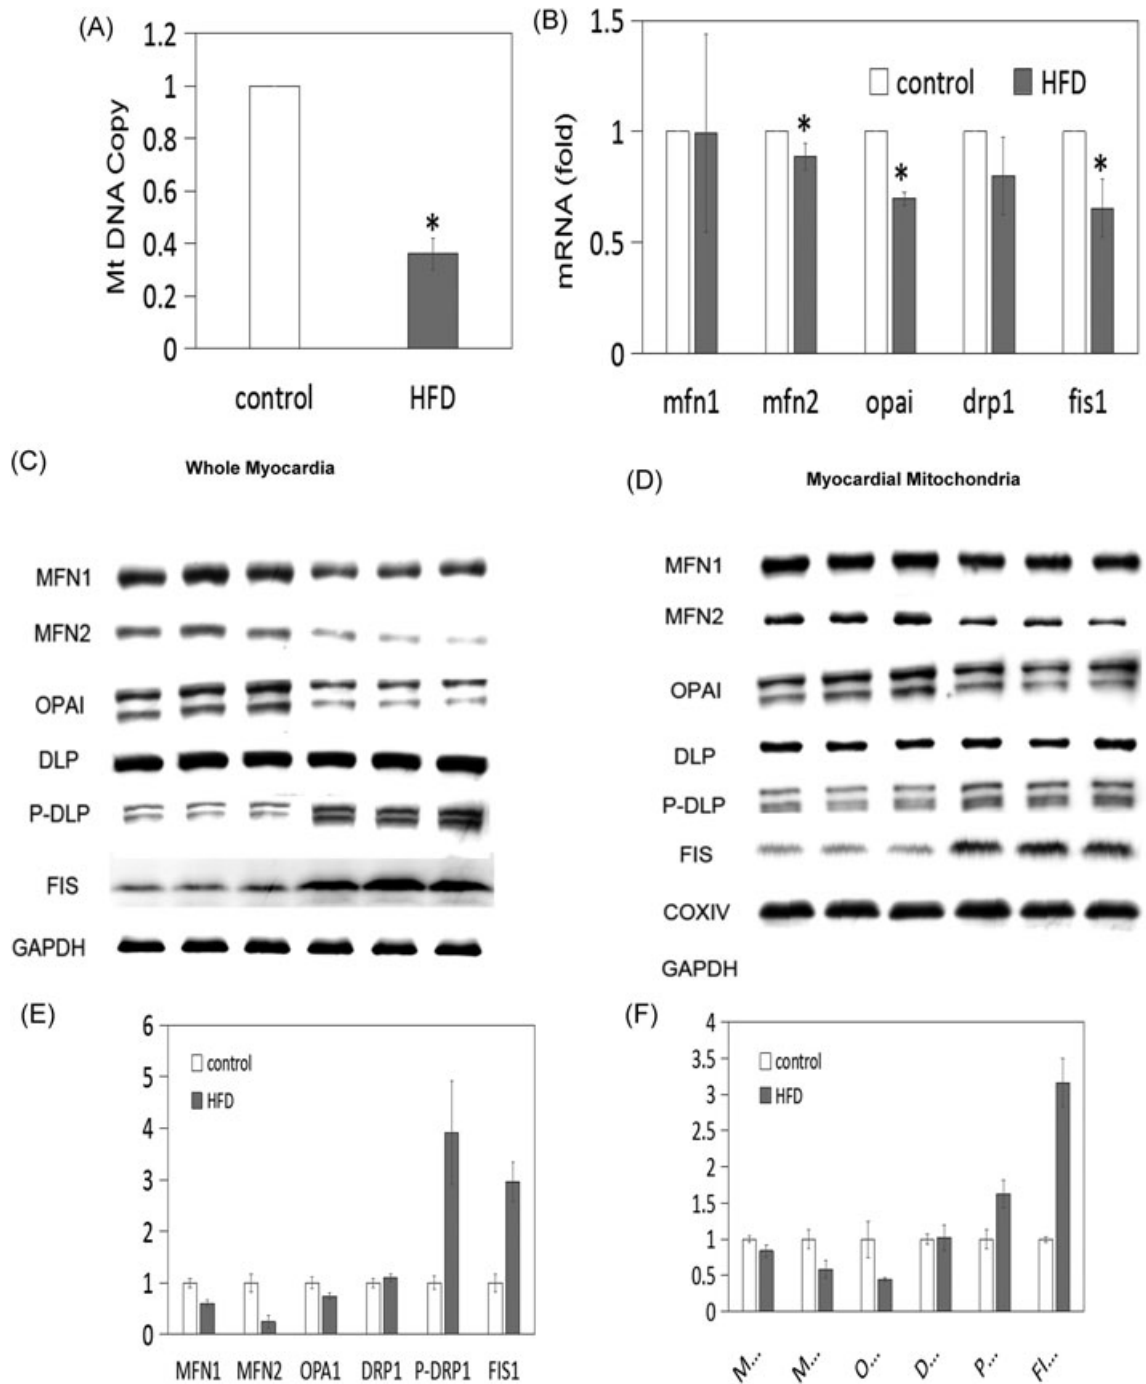 (A)
1.2
1
0.8
0.6
0.4
0.2
0
Mt DNA Copy
*
control HFD
(B)
1.5
1
0.5
0
mRNA (fold)
control HFD
* * *
mfn1 mfn2 opai drp1 fis1
(C)
Whole Myocardia
MFN1
MFN2
OPAI
DLP
P-DLP
FIS
GAPDH
(D)
Myocardial Mitochondria
MFN1
MFN2
OPAI
DLP
P-DLP
FIS
COXIV
GAPDH
(E)
6
5
4
3
2
1
0
control
HFD
MFN1 MFN2 OPA1 DRP1 P-DRP1 FIS1
(F)
4
3.5
3
2.5
2
1.5
1
0.5
0
control
HFD
M... M... O... D... P... FI...